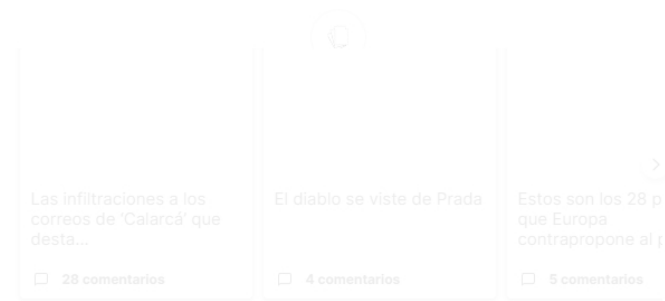 Las infiltraciones a los
correos de 'Calarcá' que
desta...
28 comentarios
El diablo se viste de Prada
4 comentarios
Estos son los 28 p
que Europa
contrapropone al p
5 comentarios